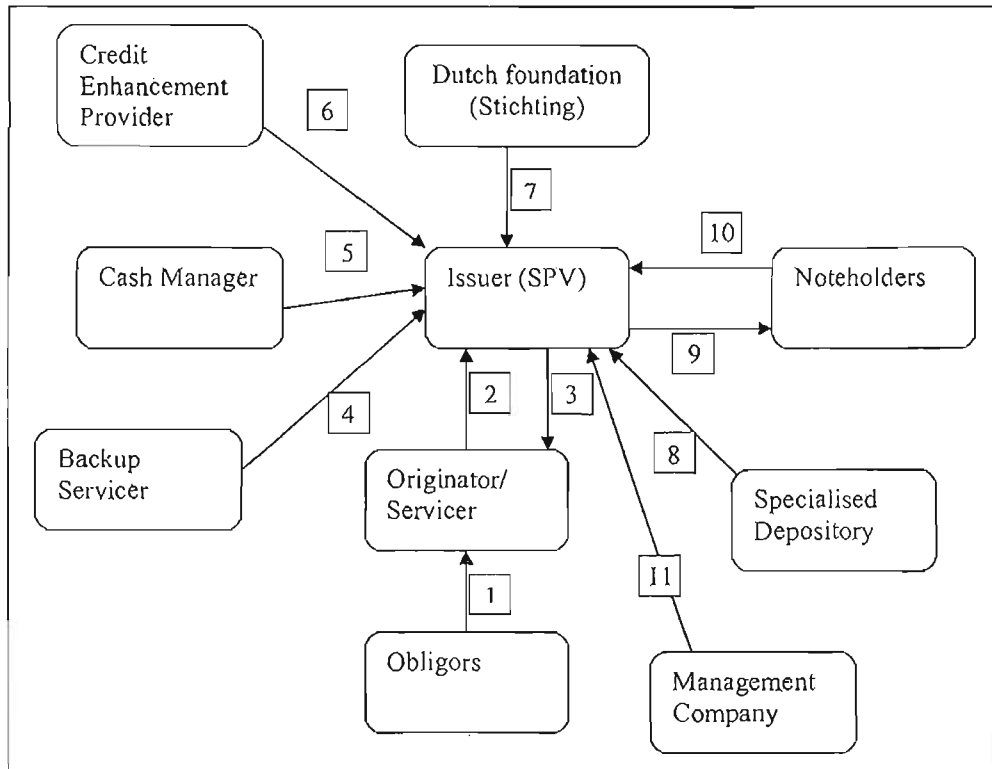 Credit
Enhancement
Provider
Dutch foundation
(Stichting)
6
7
5
10
Cash Manager
Issuer (SPV)
Noteholders
9
2
3
4
8
Backup
Servicer
Originator/
Servicer
Specialised
Depository
1
11
Obligors
Management
Company